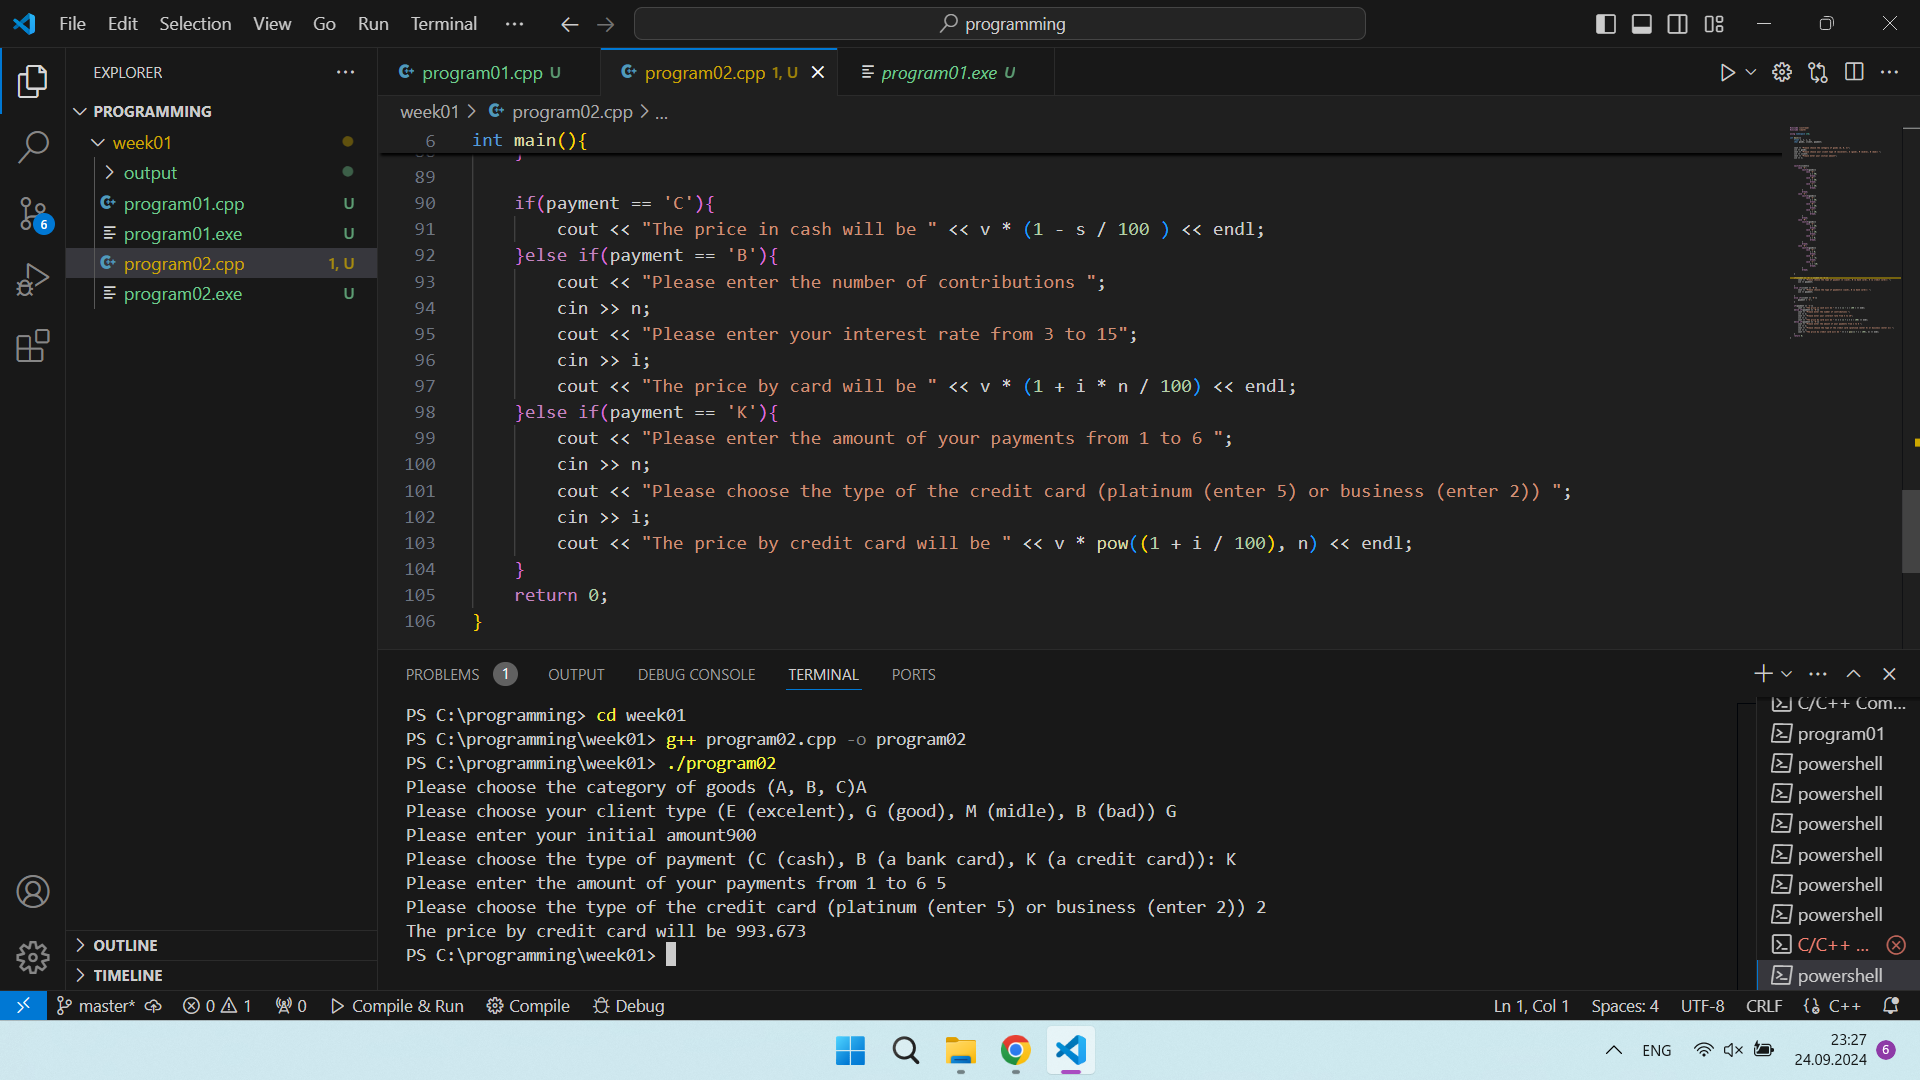 File Edit Selection View Go Run Terminal ... programming
EXPLORER ...
PROGRAMMING
week01
output
program01.cpp U
program01.exe U
program02.cpp 1, U
program02.exe U
OUTLINE
TIMELINE
6
program01.cpp U program02.cpp 1, U program01.exe U
week01 > program02.cpp > ...
6 int main(){
}
89
90 if(payment == 'C'){
91 cout << "The price in cash will be " << v * (1 - s / 100 ) << endl;
92 }else if(payment == 'B'){
93 cout << "Please enter the number of contributions ";
94 cin >> n;
95 cout << "Please enter your interest rate from 3 to 15";
96 cin >> i;
97 cout << "The price by card will be " << v * (1 + i * n / 100) << endl;
98 }else if(payment == 'K'){
99 cout << "Please enter the amount of your payments from 1 to 6 ";
100 cin >> n;
101 cout << "Please choose the type of the credit card (platinum (enter 5) or business (enter 2)) ";
102 cin >> i;
103 cout << "The price by credit card will be " << v * pow((1 + i / 100), n) << endl;
104 }
105 return 0;
106 }
PROBLEMS 1 OUTPUT DEBUG CONSOLE TERMINAL PORTS
PS C:\programming> cd week01
PS C:\programming\week01> g++ program02.cpp -o program02
PS C:\programming\week01> ./program02
Please choose the category of goods (A, B, C)A
Please choose your client type (E (excelent), G (good), M (midle), B (bad)) G
Please enter your initial amount900
Please choose the type of payment (C (cash), B (a bank card), K (a credit card)): K
Please enter the amount of your payments from 1 to 6 5
Please choose the type of the credit card (platinum (enter 5) or business (enter 2)) 2
The price by credit card will be 993.673
PS C:\programming\week01>
C/C++ Com...
program01
powershell
powershell
powershell
powershell
powershell
powershell
C/C++ ...
powershell
master* 0 1 0 Compile & Run Compile Debug Ln 1, Col 1 Spaces: 4 UTF-8 CRLF {} C++
ENG 23:27
24.09.2024 6